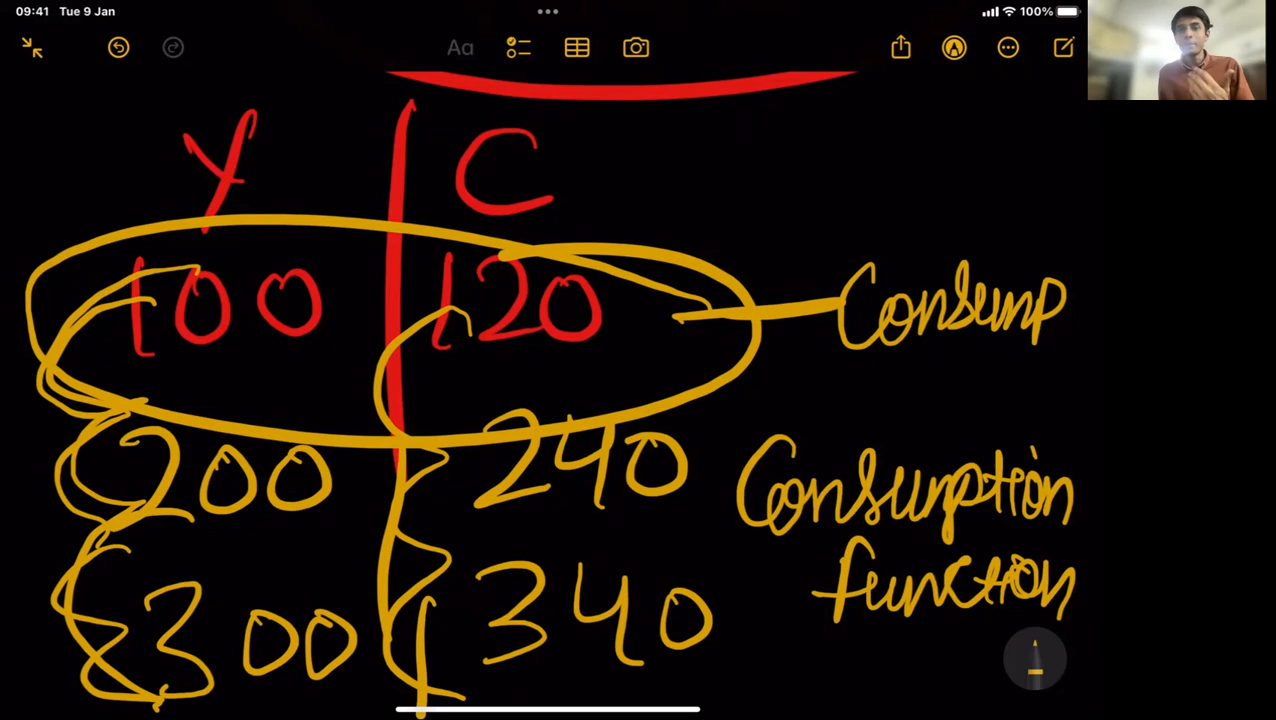 09:41 Tue 9 Jan 100%
Aa
Y C
100 120 Consump
200 240 Consumption
300 340 function